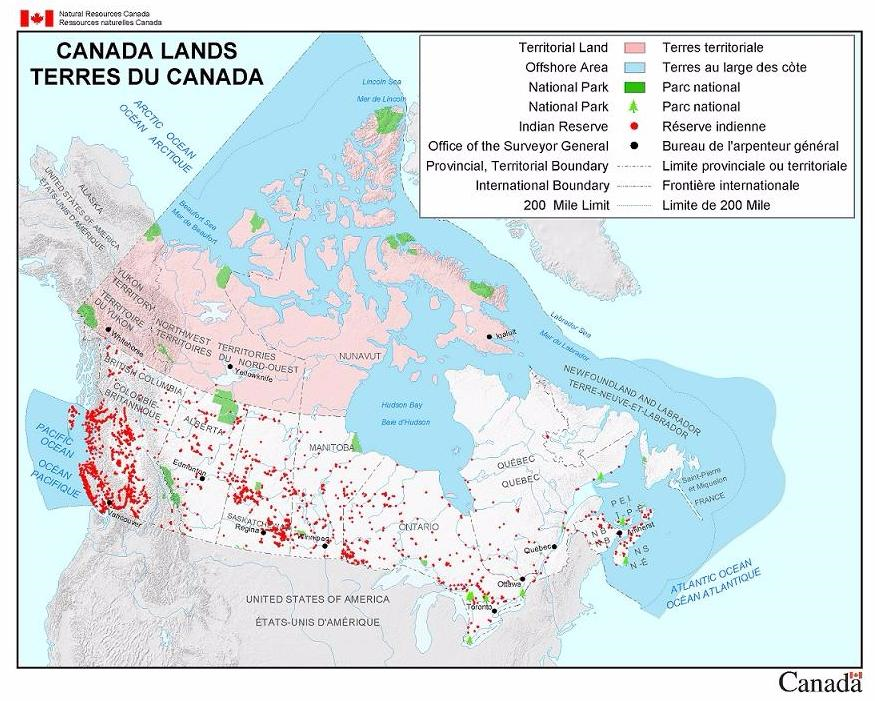 Natural Resources Canada
Ressources naturelles Canada
CANADA LANDS
TERRES DU CANADA
Territorial Land Terres territoriale
Offshore Area Terres au large des côte
National Park Parc national
National Park Parc national
Indian Reserve Réserve indienne
Office of the Surveyor General Bureau de l'arpenteur général
Provincial, Territorial Boundary Limite provinciale ou territoriale
International Boundary Frontière internationale
200 Mile Limit Limite de 200 Mile
Lincoln Sea
Mer de Lincoln
ARCTIC OCEAN
OCÉAN ARCTIQUE
UNITED STATES OF AMERICA
ÉTATS-UNIS D'AMÉRIQUE
ALASKA
Beaufort Sea
Mer de Beaufort
YUKON
TERRITORY
TERRITOIRE
DU YUKON
Whitehorse
NORTHWEST TERRITORIES
TERRITOIRES DU NORD-OUEST
Yellowknife
NUNAVUT
Iqaluit
Labrador Sea
Mer du Labrador
BRITISH COLUMBIA
COLOMBIE-
BRITANNIQUE
ALBERTA
Edmonton
PACIFIC
OCEAN
OCÉAN
PACIFIQUE
Vancouver
SASKATCHEWAN
Regina
MANITOBA
Winnipeg
Hudson Bay
Baie d'Hudson
ONTARIO
Ottawa
Toronto
QUÉBEC
QUEBEC
Québec
NEWFOUNDLAND AND LABRADOR
TERRE-NEUVE-ET-LABRADOR
Saint-Pierre
et Miquelon
FRANCE
P E I
Î - P - É
N B
N B
Amherst
N S
N-É
ATLANTIC OCEAN
OCÉAN ATLANTIQUE
UNITED STATES OF AMERICA
ÉTATS-UNIS D'AMÉRIQUE
Canada